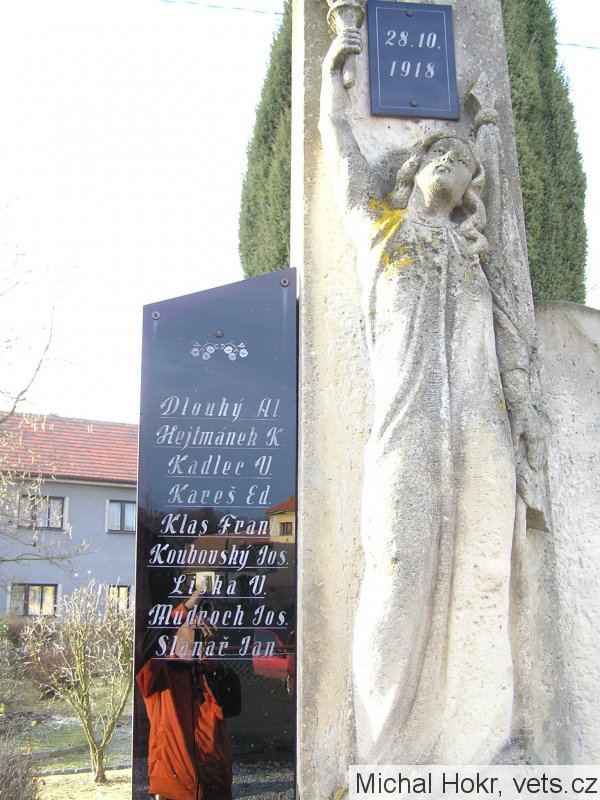 28.10.
1918
Dlouhý Al.
Hejtmánek K.
Kadlec V.
Kareš Ed.
Klas Fran.
Koubovský Jos.
Liška V.
Mudroch Jos.
Slanař Jan
Michal Hokr, vets.cz